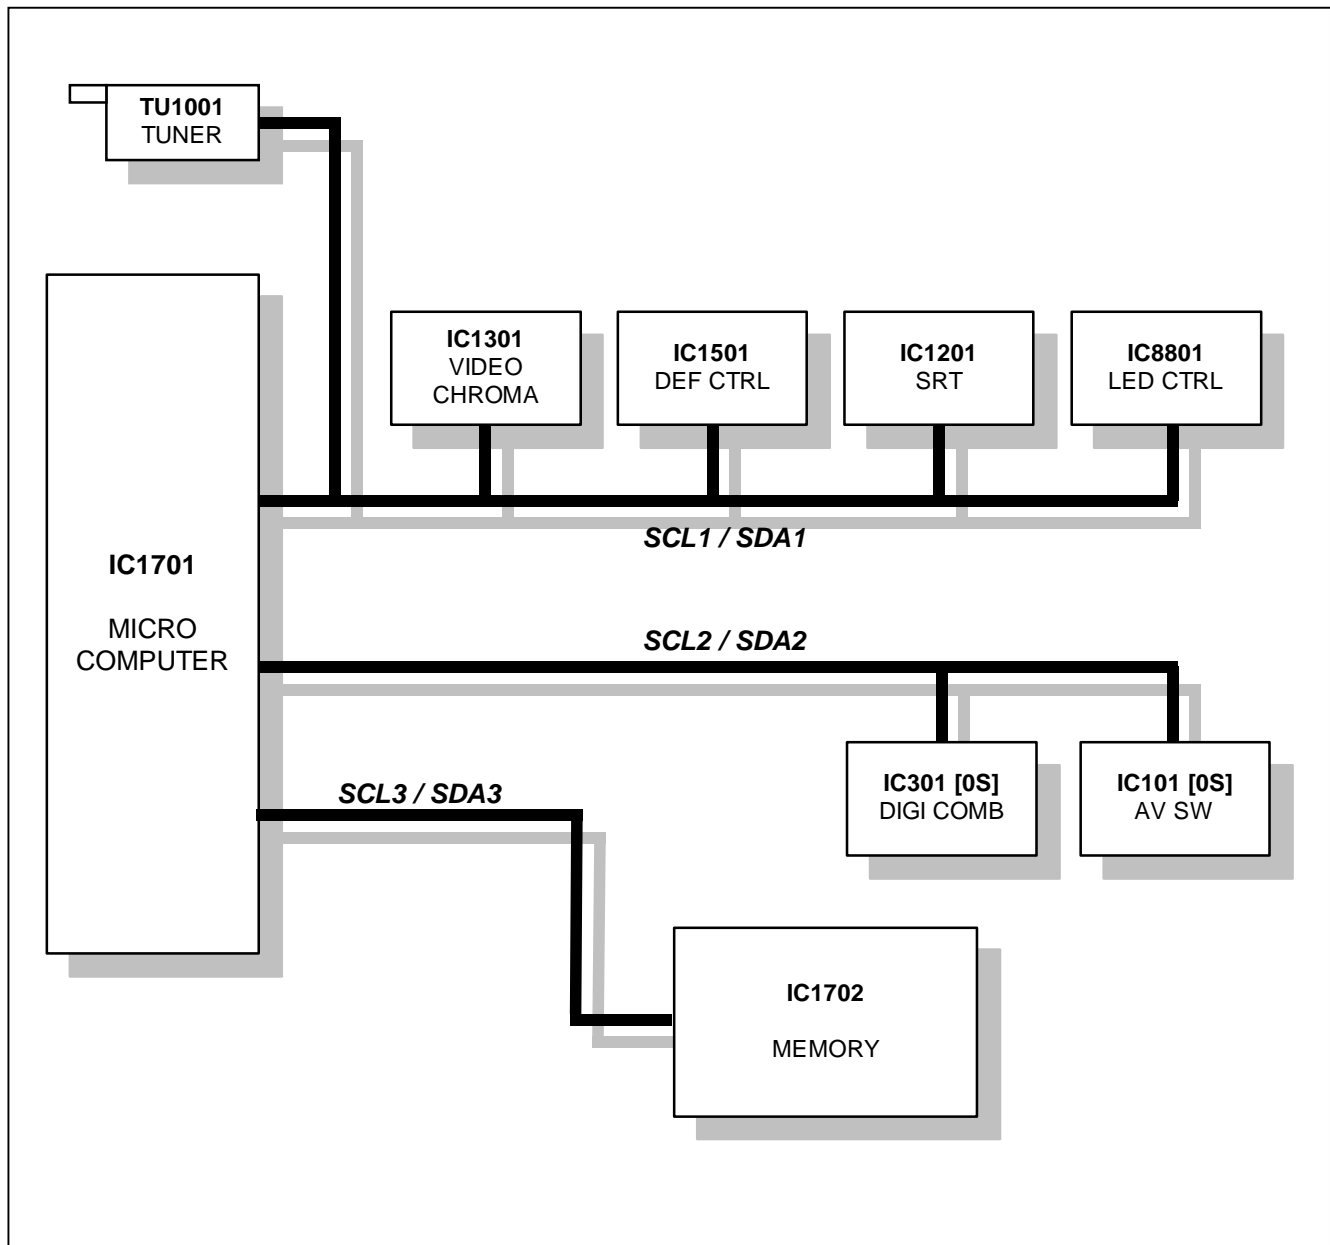 TU1001
TUNER
IC1301
VIDEO
CHROMA
IC1501
DEF CTRL
IC1201
SRT
IC8801
LED CTRL
SCL1 / SDA1
IC1701
MICRO
COMPUTER
SCL2 / SDA2
IC301 [0S]
DIGI COMB
IC101 [0S]
AV SW
SCL3 / SDA3
IC1702
MEMORY